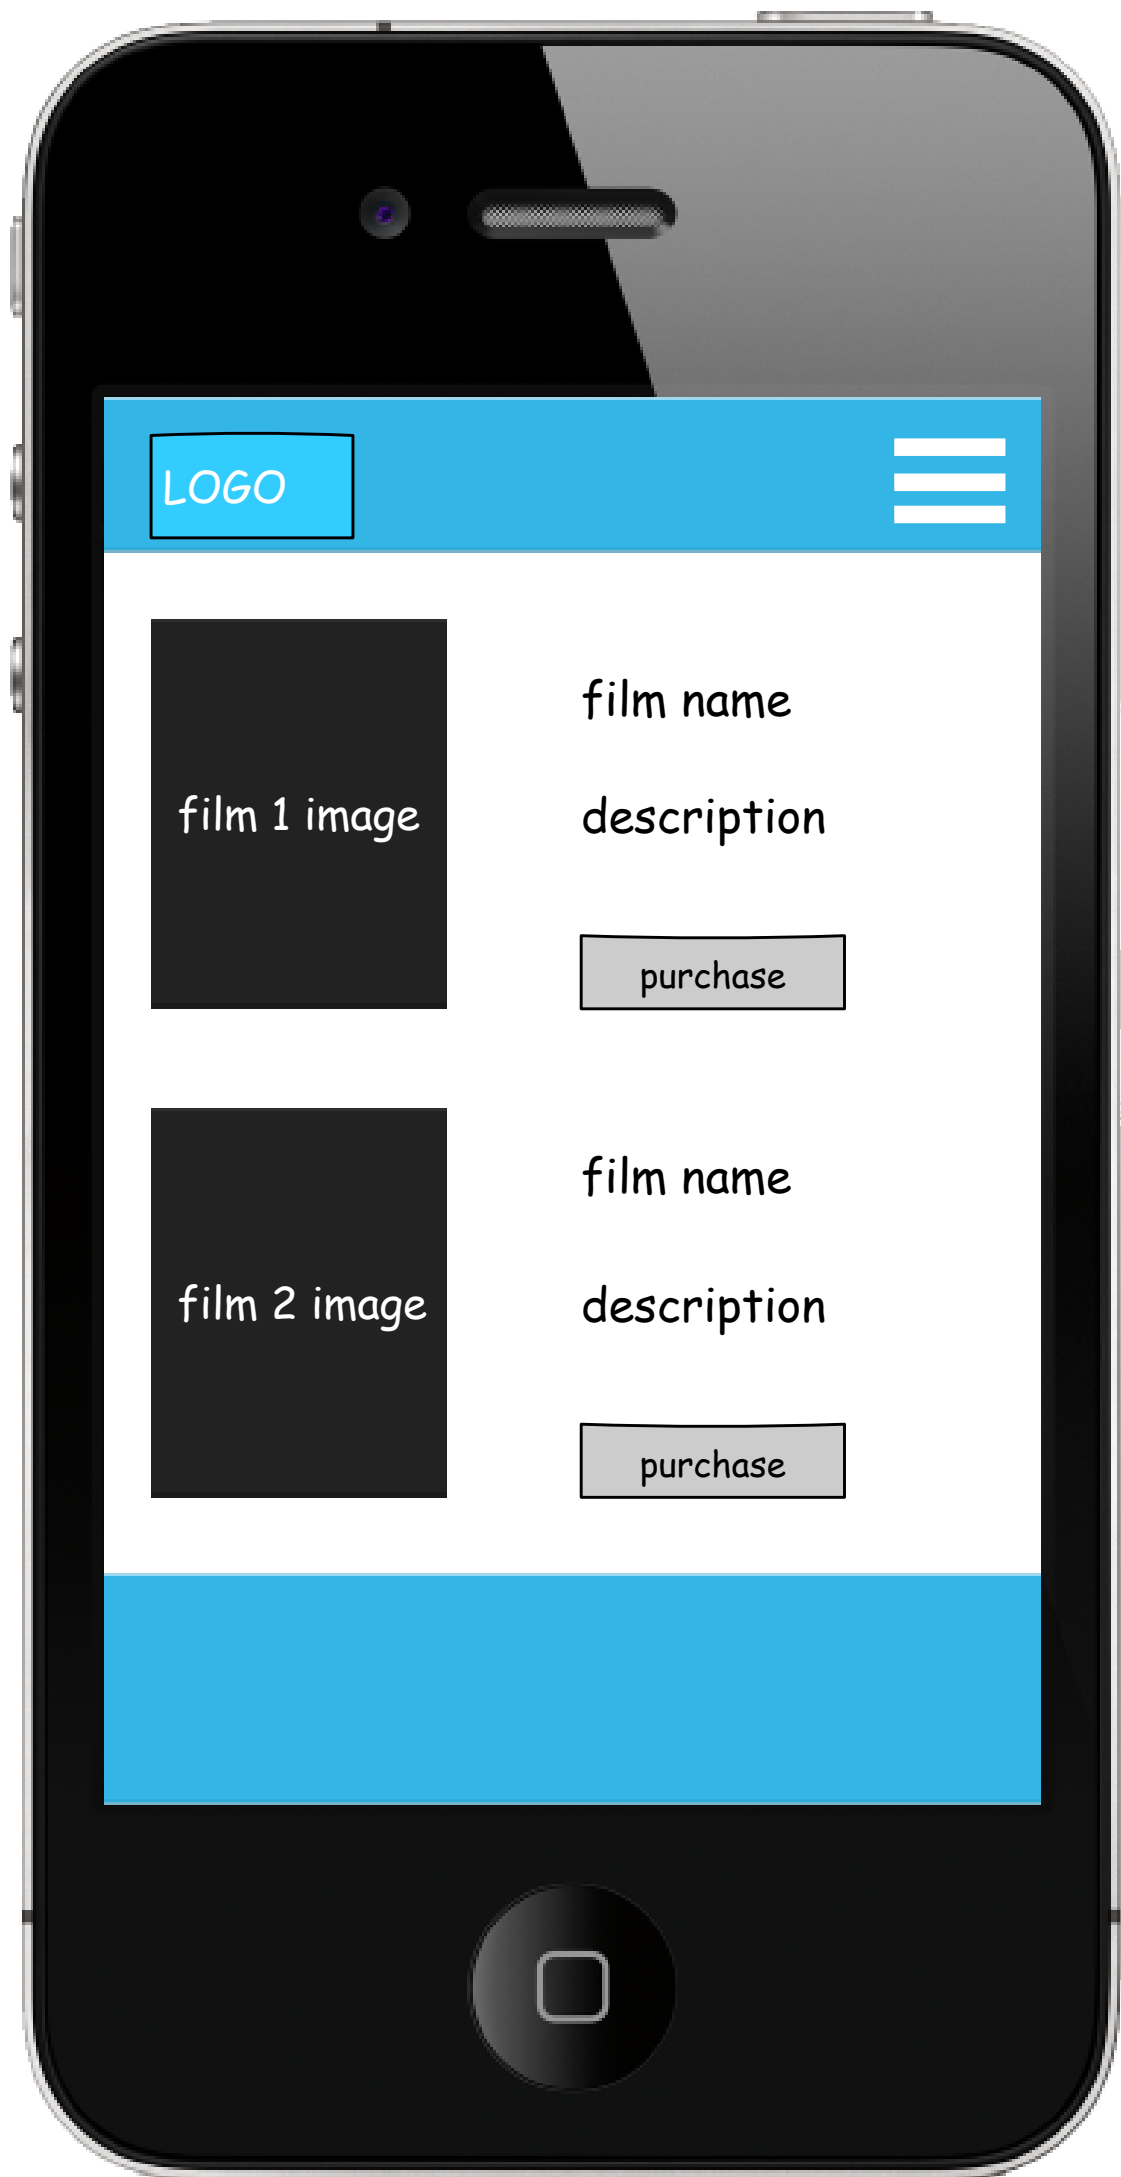 LOGO
film 1 image
film name
description
purchase
film 2 image
film name
description
purchase